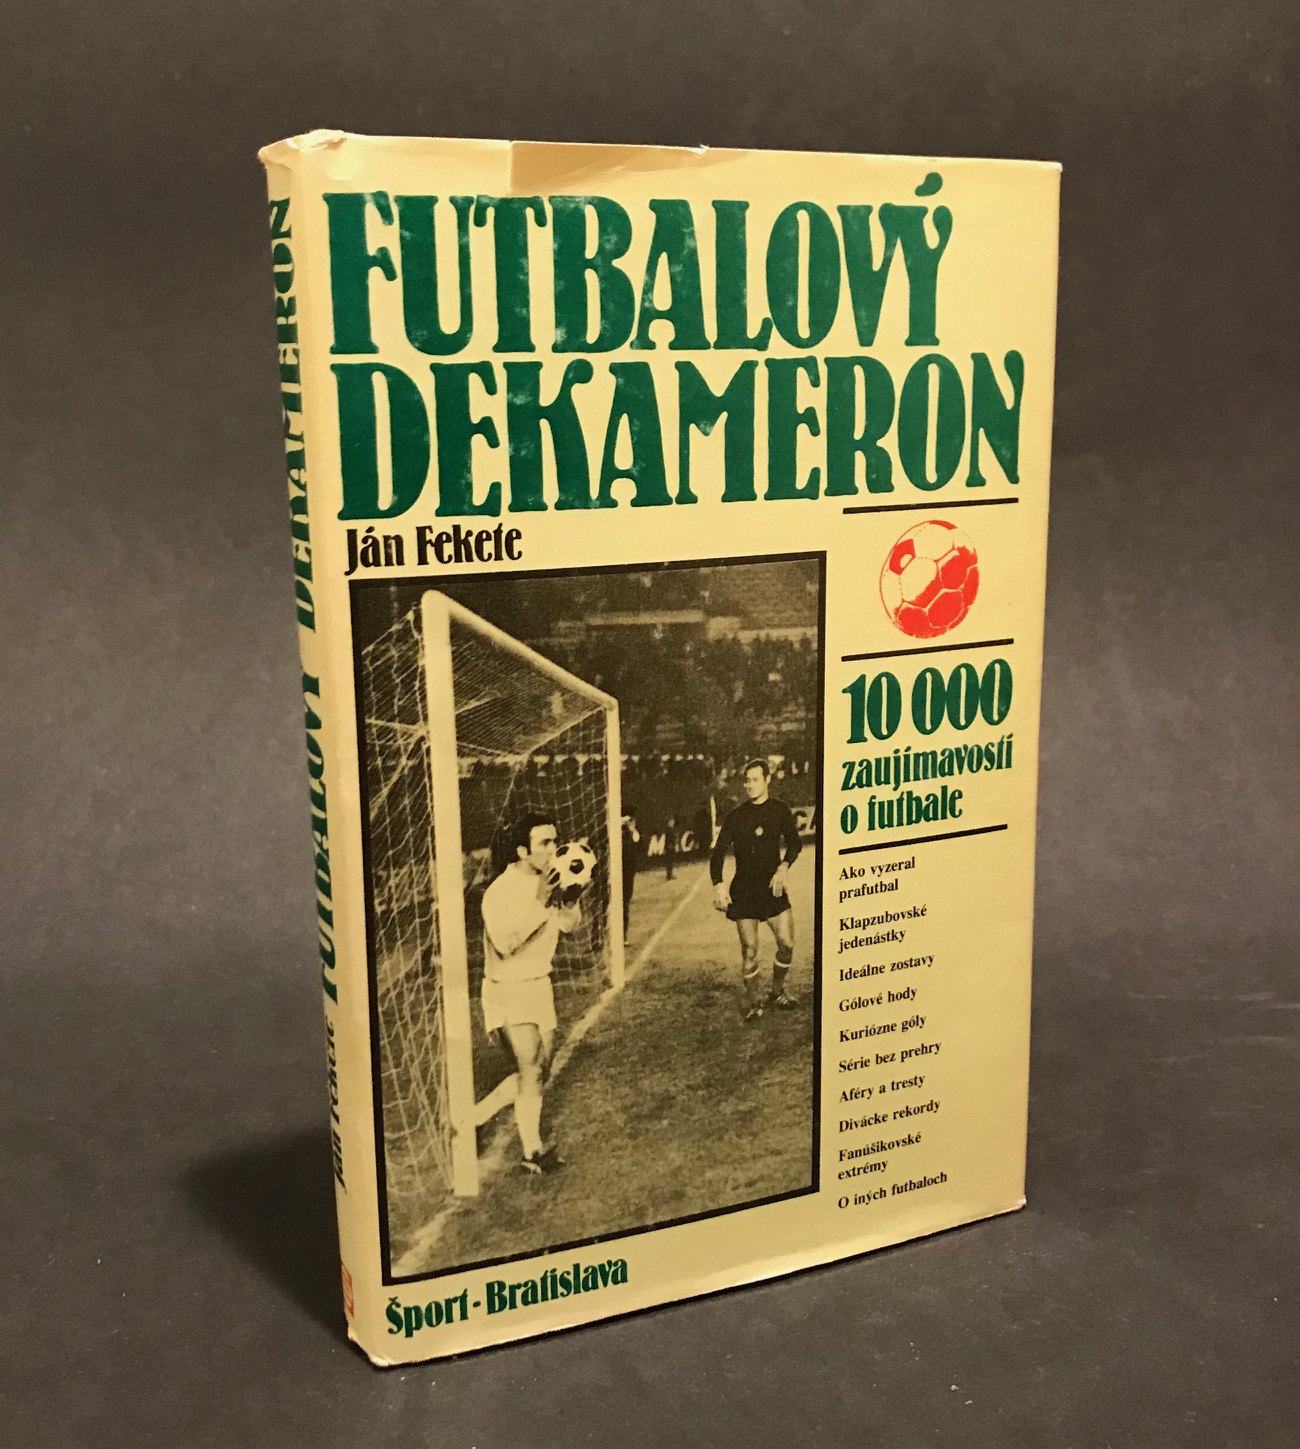 FUTBALOVÝ
DEKAMERON
Ján Fekete
10 000
zaujímavostí
o futbale
Ako vyzeral
prafutbal
Klapzubovské
jedenástky
Ideálne zostavy
Gólové hody
Kuriózne góly
Série bez prehry
Aféry a tresty
Divácke rekordy
Fanúšikovské
extrémy
O iných futbaloch
Šport-Bratislava
Ján Fekete FUTBALOVÝ DEKAMERON